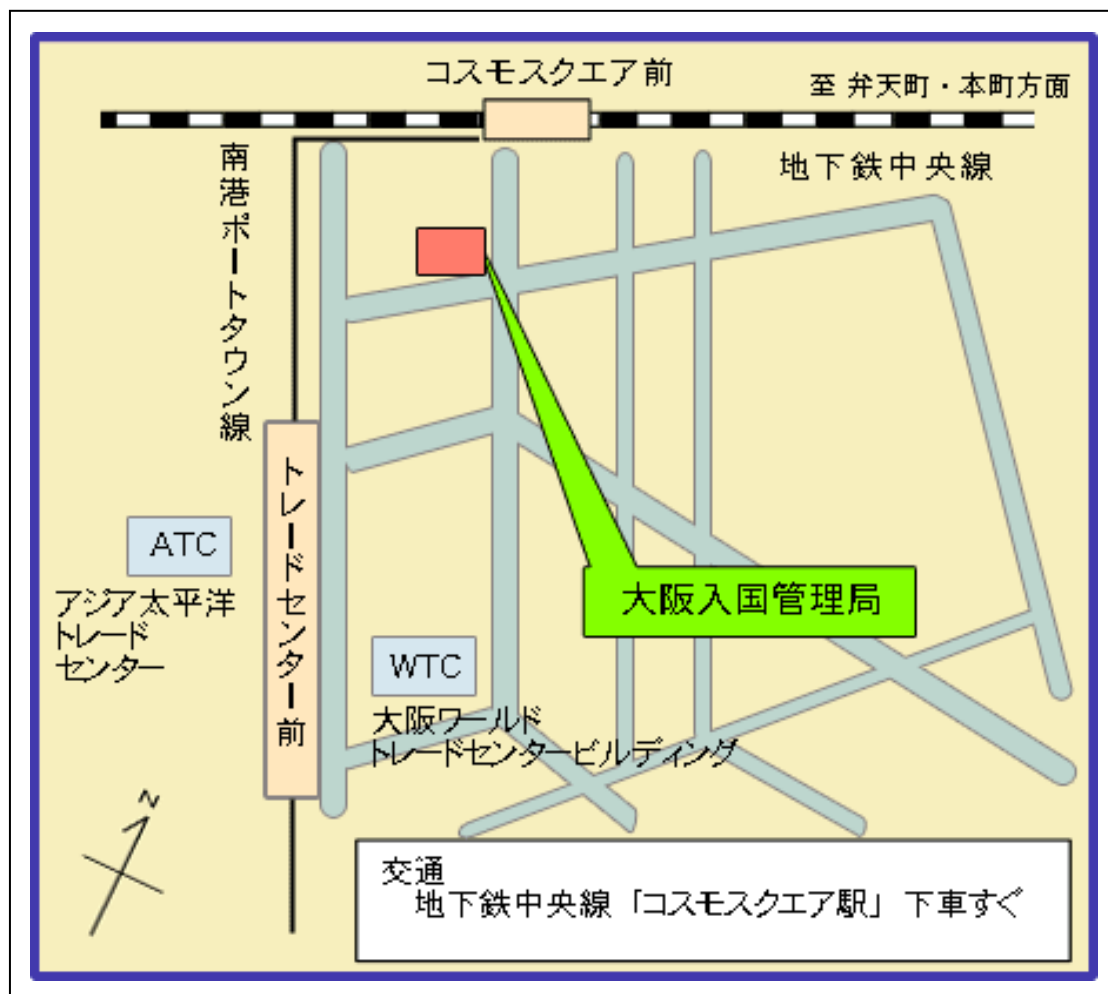 コスモスクエア前
至 弁天町・本町方面
地下鉄中央線
南港ポートタウン線
トレードセンター前
ATC
アジア太平洋
トレード
センター
大阪入国管理局
WTC
大阪ワールド
トレードセンタービルディング
N
交通
地下鉄中央線「コスモスクエア駅」下車すぐ